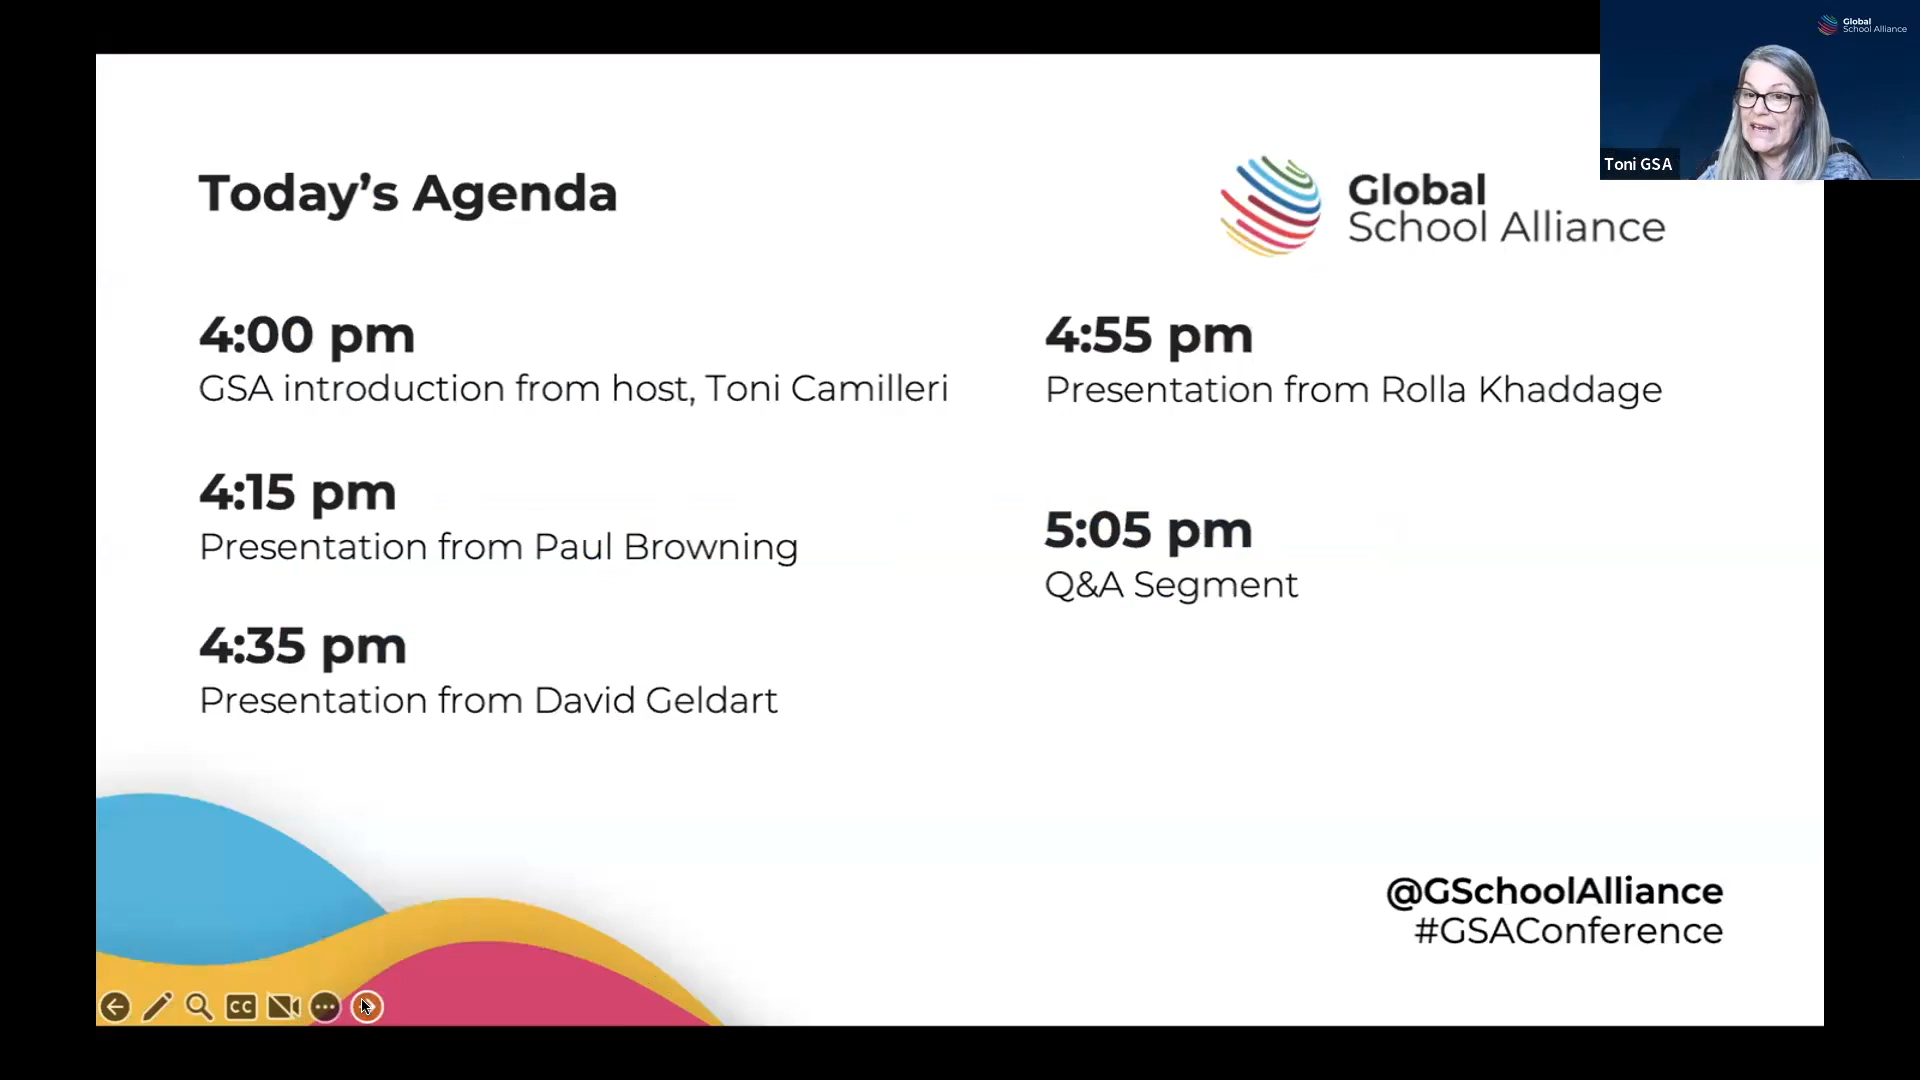 Today’s Agenda
Global
School Alliance
4:00 pm
GSA introduction from host, Toni Camilleri
4:15 pm
Presentation from Paul Browning
4:35 pm
Presentation from David Geldart
4:55 pm
Presentation from Rolla Khaddage
5:05 pm
Q&A Segment
@GSchoolAlliance
#GSAConference
CC
Global
School Alliance
Toni GSA